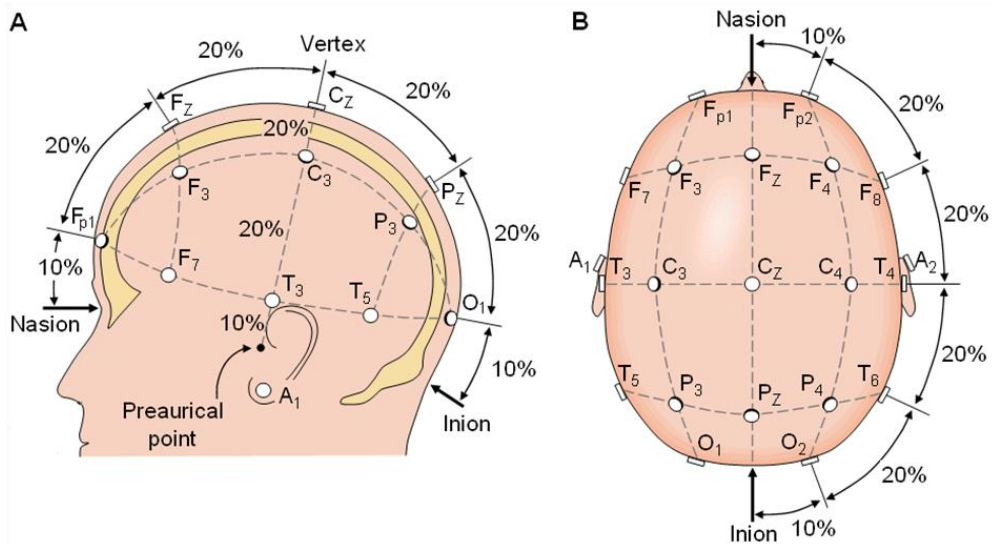 A
20%
Vertex
FZ
CZ
20%
20%
20%
F3
C3
PZ
Fp1
20%
P3
20%
10%
F7
T3
T5
O1
Nasion
10%
10%
Preaurical
point
A1
Inion
B
Nasion
10%
Fp1
Fp2
20%
F7
F3
FZ
F4
F8
20%
A1
T3
C3
CZ
C4
T4
A2
20%
T5
P3
PZ
P4
T6
O1
O2
20%
Inion
10%